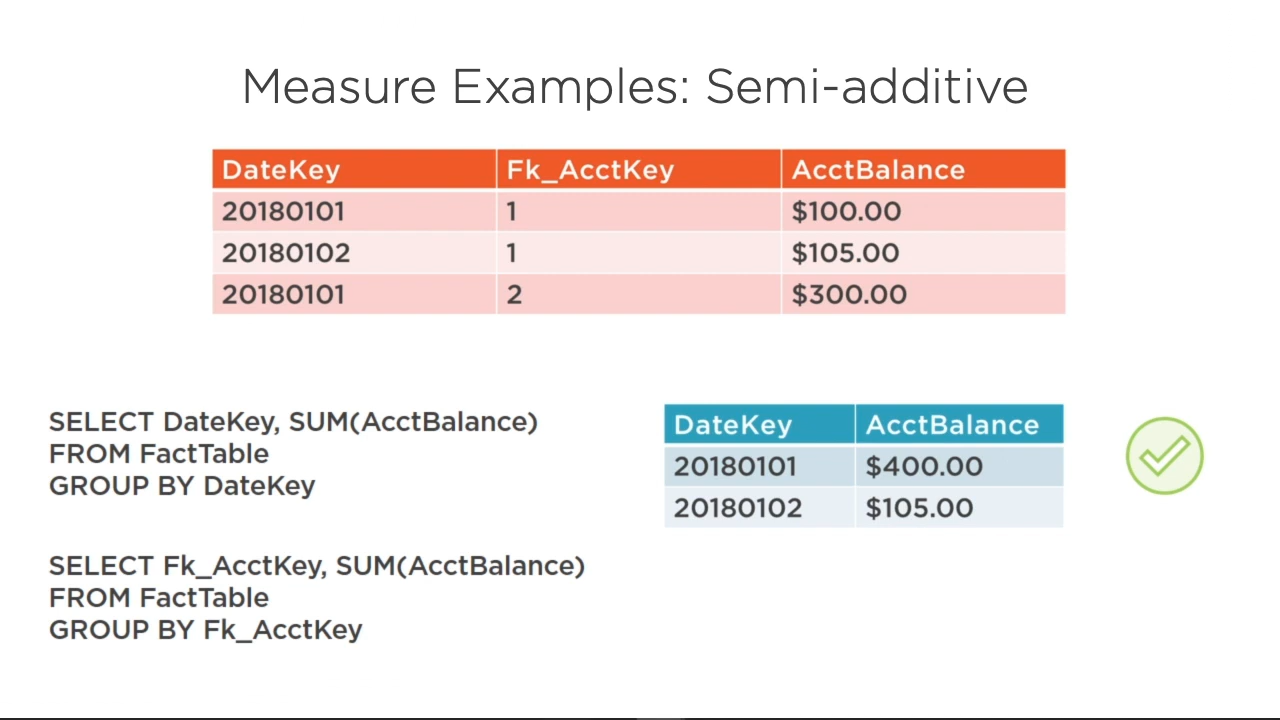 Measure Examples: Semi-additive
DateKey Fk_AcctKey AcctBalance
20180101 1 $100.00
20180102 1 $105.00
20180101 2 $300.00
SELECT DateKey, SUM(AcctBalance)
FROM FactTable
GROUP BY DateKey
DateKey AcctBalance
20180101 $400.00
20180102 $105.00
SELECT Fk_AcctKey, SUM(AcctBalance)
FROM FactTable
GROUP BY Fk_AcctKey